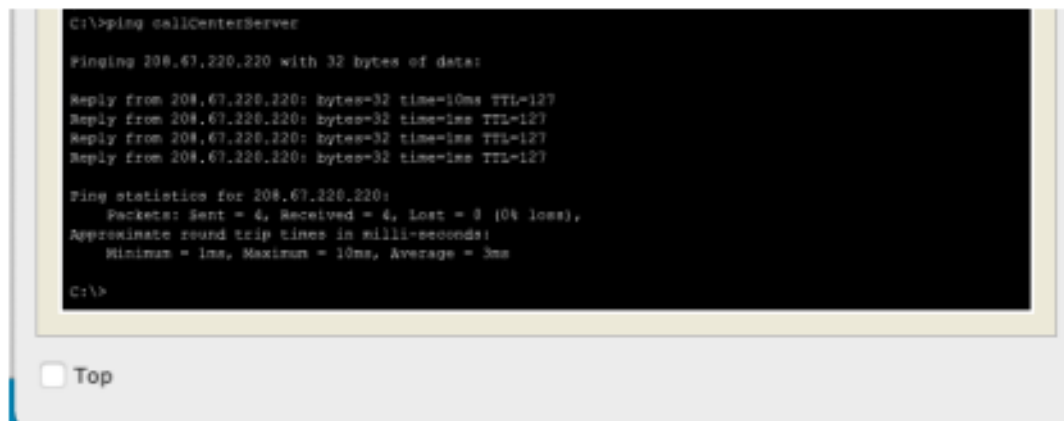 C:\>ping callCenterServer
Pinging 208.67.220.220 with 32 bytes of data:
Reply from 208.67.220.220: bytes=32 time=10ms TTL=127
Reply from 208.67.220.220: bytes=32 time=1ms TTL=127
Reply from 208.67.220.220: bytes=32 time=1ms TTL=127
Reply from 208.67.220.220: bytes=32 time=1ms TTL=127
Ping statistics for 208.67.220.220:
Packets: Sent = 4, Received = 4, Lost = 0 (0% loss),
Approximate round trip times in milli-seconds:
Minimum = 1ms, Maximum = 10ms, Average = 3ms
C:\>
Top